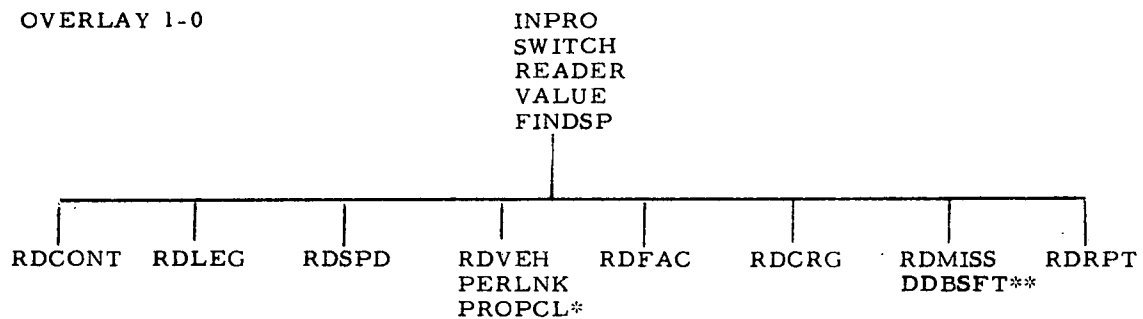 OVERLAY 1-0
INPRO
SWITCH
READER
VALUE
FINDSP
RDCONT RDLEG RDSPD RDVEH RDFAC RDCRG RDMISS RDRPT
PERLNK DDBSFT**
PROPCL*